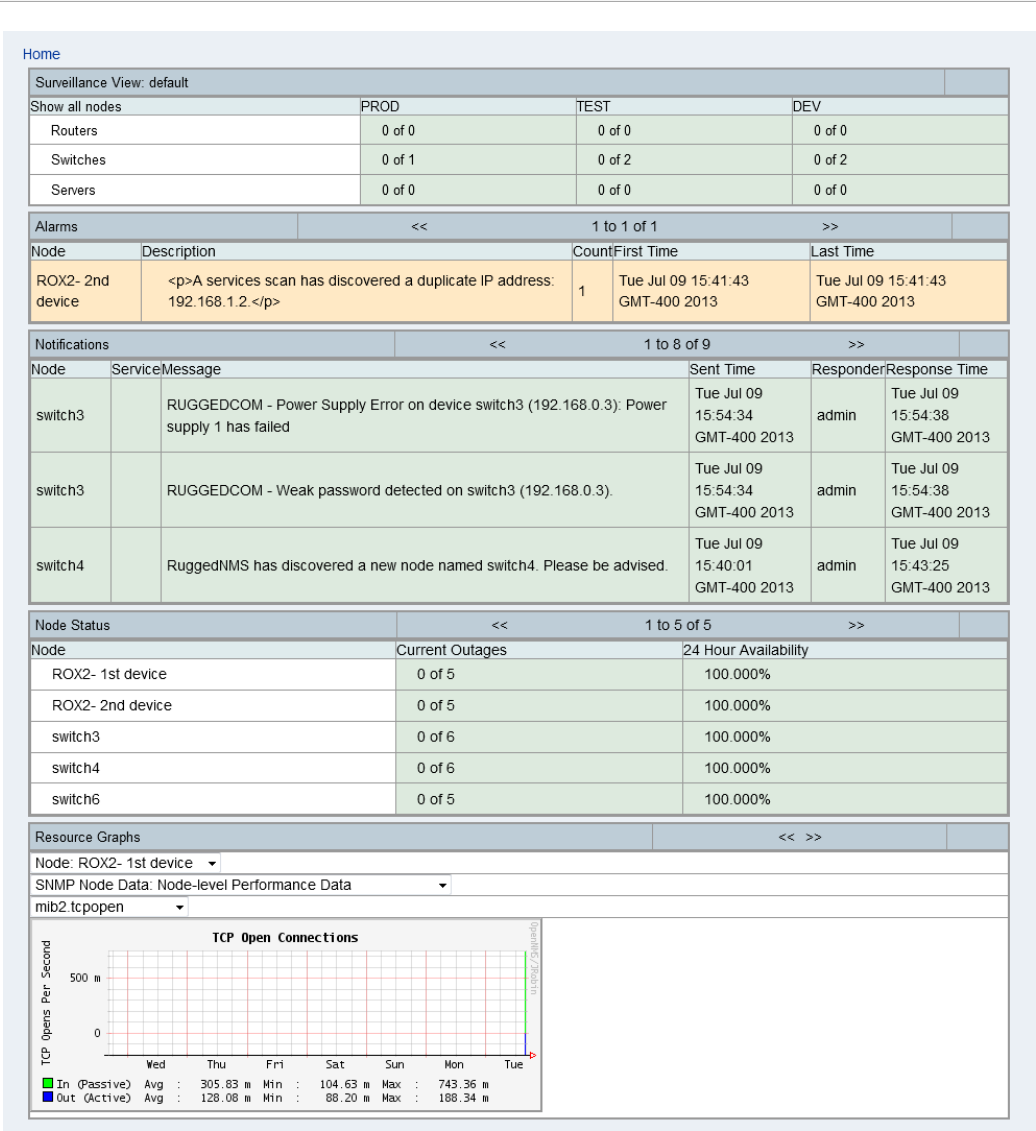 Home
Surveillance View: default
Show all nodes PROD TEST DEV
Routers 0 of 0 0 of 0 0 of 0
Switches 0 of 1 0 of 2 0 of 2
Servers 0 of 0 0 of 0 0 of 0
Alarms << 1 to 1 of 1 >>
Node Description Count First Time Last Time
ROX2- 2nd device <p>A services scan has discovered a duplicate IP address: 1 Tue Jul 09 15:41:43 Tue Jul 09 15:41:43
192.168.1.2.</p> GMT-400 2013 GMT-400 2013
Notifications << 1 to 8 of 9 >>
Node Service Message Sent Time Responder Response Time
switch3 RUGGEDCOM - Power Supply Error on device switch3 (192.168.0.3): Power Tue Jul 09 admin Tue Jul 09
supply 1 has failed 15:54:34 15:54:38
GMT-400 2013 GMT-400 2013
switch3 RUGGEDCOM - Weak password detected on switch3 (192.168.0.3). Tue Jul 09 admin Tue Jul 09
15:54:34 15:54:38
GMT-400 2013 GMT-400 2013
switch4 RuggedNMS has discovered a new node named switch4. Please be advised. Tue Jul 09 admin Tue Jul 09
15:40:01 15:43:25
GMT-400 2013 GMT-400 2013
Node Status << 1 to 5 of 5 >>
Node Current Outages 24 Hour Availability
ROX2- 1st device 0 of 5 100.000%
ROX2- 2nd device 0 of 5 100.000%
switch3 0 of 6 100.000%
switch4 0 of 6 100.000%
switch6 0 of 5 100.000%
Resource Graphs << >>
Node: ROX2- 1st device
SNMP Node Data: Node-level Performance Data
mib2.tcpopen
TCP Open Connections
OpenNMS/JRobin
TCP Opens Per Second
500 m
0
Wed Thu Fri Sat Sun Mon Tue
In (Passive) Avg : 305.83 m Min : 104.63 m Max : 743.36 m
Out (Active) Avg : 128.08 m Min : 88.20 m Max : 188.34 m